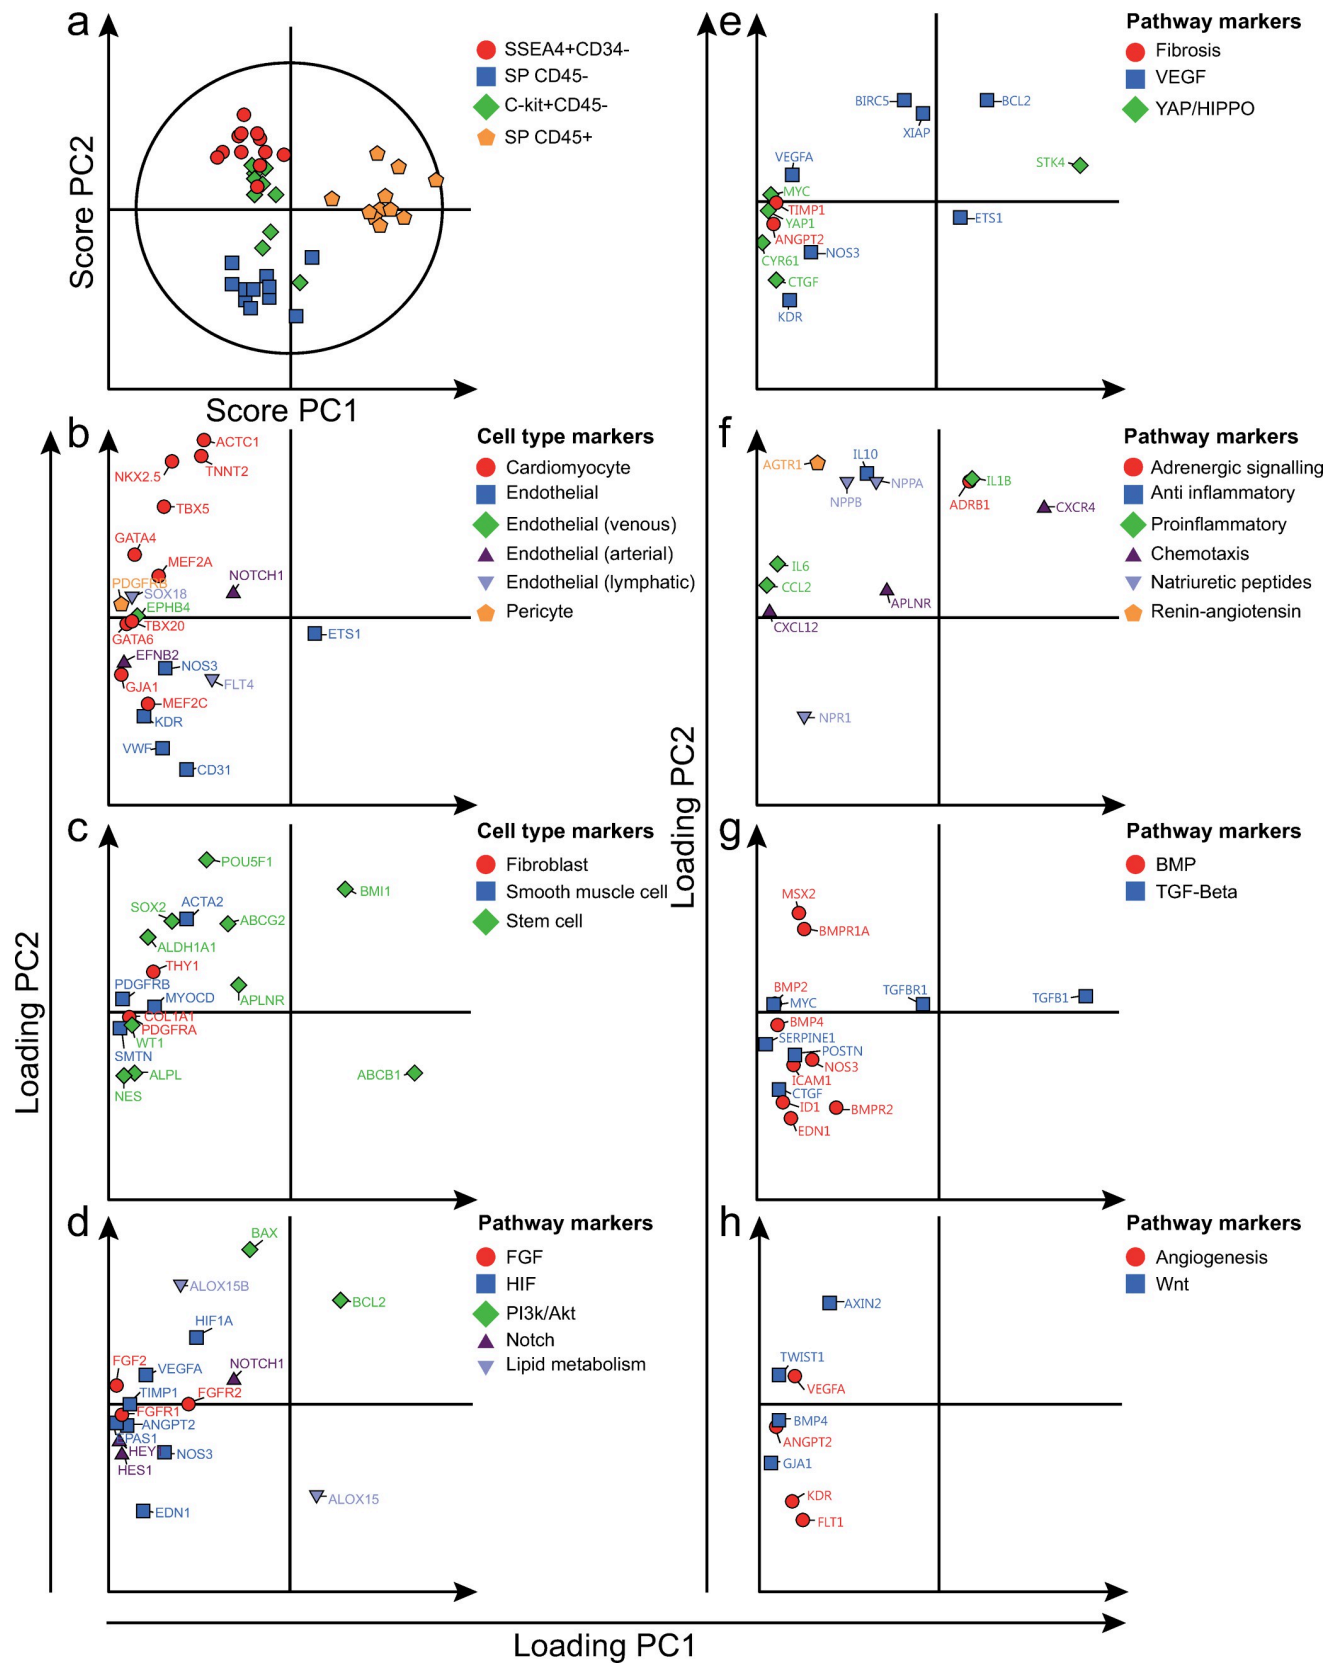 a
Score PC2
Score PC1
SSEA4+CD34-
SP CD45-
C-kit+CD45-
SP CD45+
b
Cell type markers
Cardiomyocyte
Endothelial
Endothelial (venous)
Endothelial (arterial)
Endothelial (lymphatic)
Pericyte
ACTC1
TNNT2
NKX2.5
TBX5
GATA4
MEF2A
NOTCH1
PDGFRB
SOX18
EPHB4
TBX20
GATA6
ETS1
EFNB2
NOS3
FLT4
GJA1
MEF2C
KDR
VWF
CD31
c
Cell type markers
Fibroblast
Smooth muscle cell
Stem cell
POU5F1
BMI1
SOX2
ACTA2
ABCG2
ALDH1A1
THY1
PDGFRB
MYOCD
APLNR
COL1A1
PDGFRA
WT1
SMTN
ALPL
NES
ABCB1
d
Pathway markers
FGF
HIF
PI3k/Akt
Notch
Lipid metabolism
BAX
ALOX15B
BCL2
HIF1A
FGF2
VEGFA
NOTCH1
TIMP1
FGFR2
FGFR1
ANGPT2
PAS1
HEY
NOS3
HES1
ALOX15
EDN1
Loading PC2
e
Pathway markers
Fibrosis
VEGF
YAP/HIPPO
BIRC5
XIAP
BCL2
VEGFA
STK4
MYC
TIMP1
YAP1
ETS1
ANGPT2
CYR61
NOS3
CTGF
KDR
f
Pathway markers
Adrenergic signalling
Anti inflammatory
Proinflammatory
Chemotaxis
Natriuretic peptides
Renin-angiotensin
AGTR1
IL10
NPPB
NPPA
IL1B
ADRB1
CXCR4
IL6
CCL2
APLNR
CXCL12
NPR1
g
Pathway markers
BMP
TGF-Beta
MSX2
BMPR1A
BMP2
MYC
TGFBR1
TGFB1
BMP4
SERPINE1
POSTN
NOS3
ICAM1
CTGF
ID1
BMPR2
EDN1
h
Pathway markers
Angiogenesis
Wnt
AXIN2
TWIST1
VEGFA
BMP4
ANGPT2
GJA1
KDR
FLT1
Loading PC2
Loading PC1